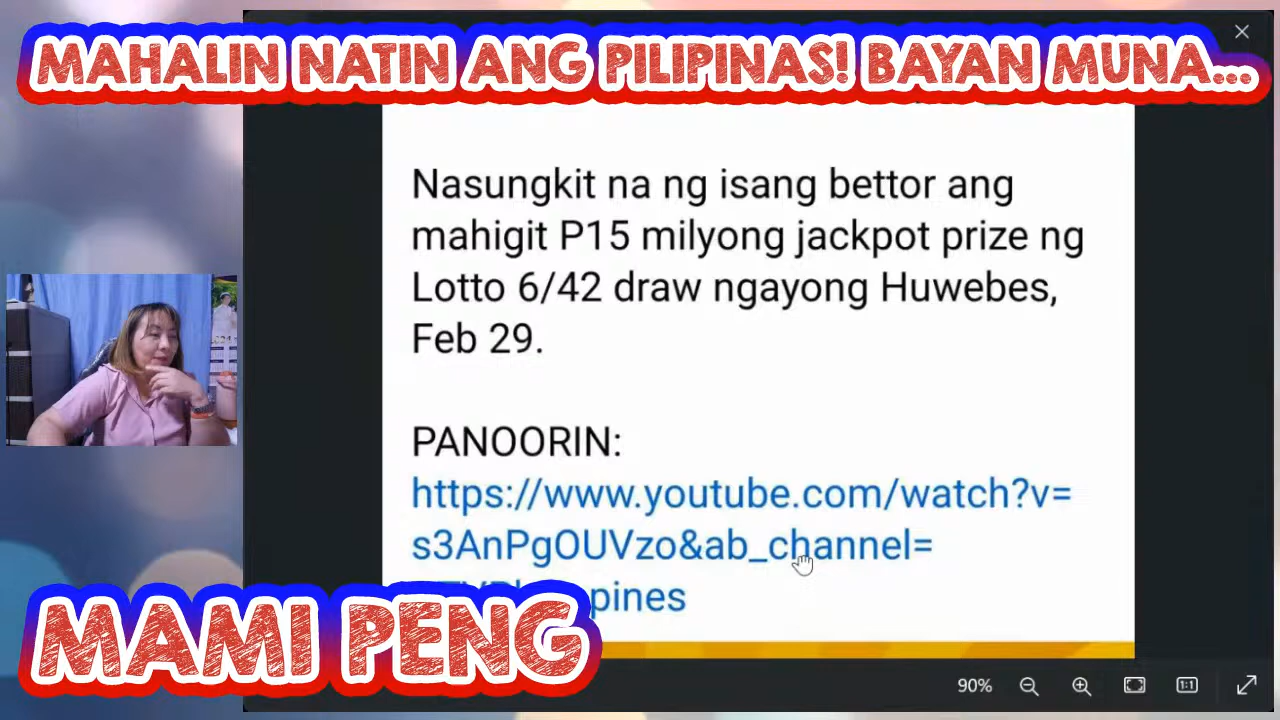 MAHALIN NATIN ANG PILIPINAS! BAYAN MUNA...
Nasungkit na ng isang bettor ang
mahigit P15 milyong jackpot prize ng
Lotto 6/42 draw ngayong Huwebes,
Feb 29.
PANOORIN:
https://www.youtube.com/watch?v=
s3AnPgOUVzo&ab_channel=
pines
MAMI PENG
90%
1:1